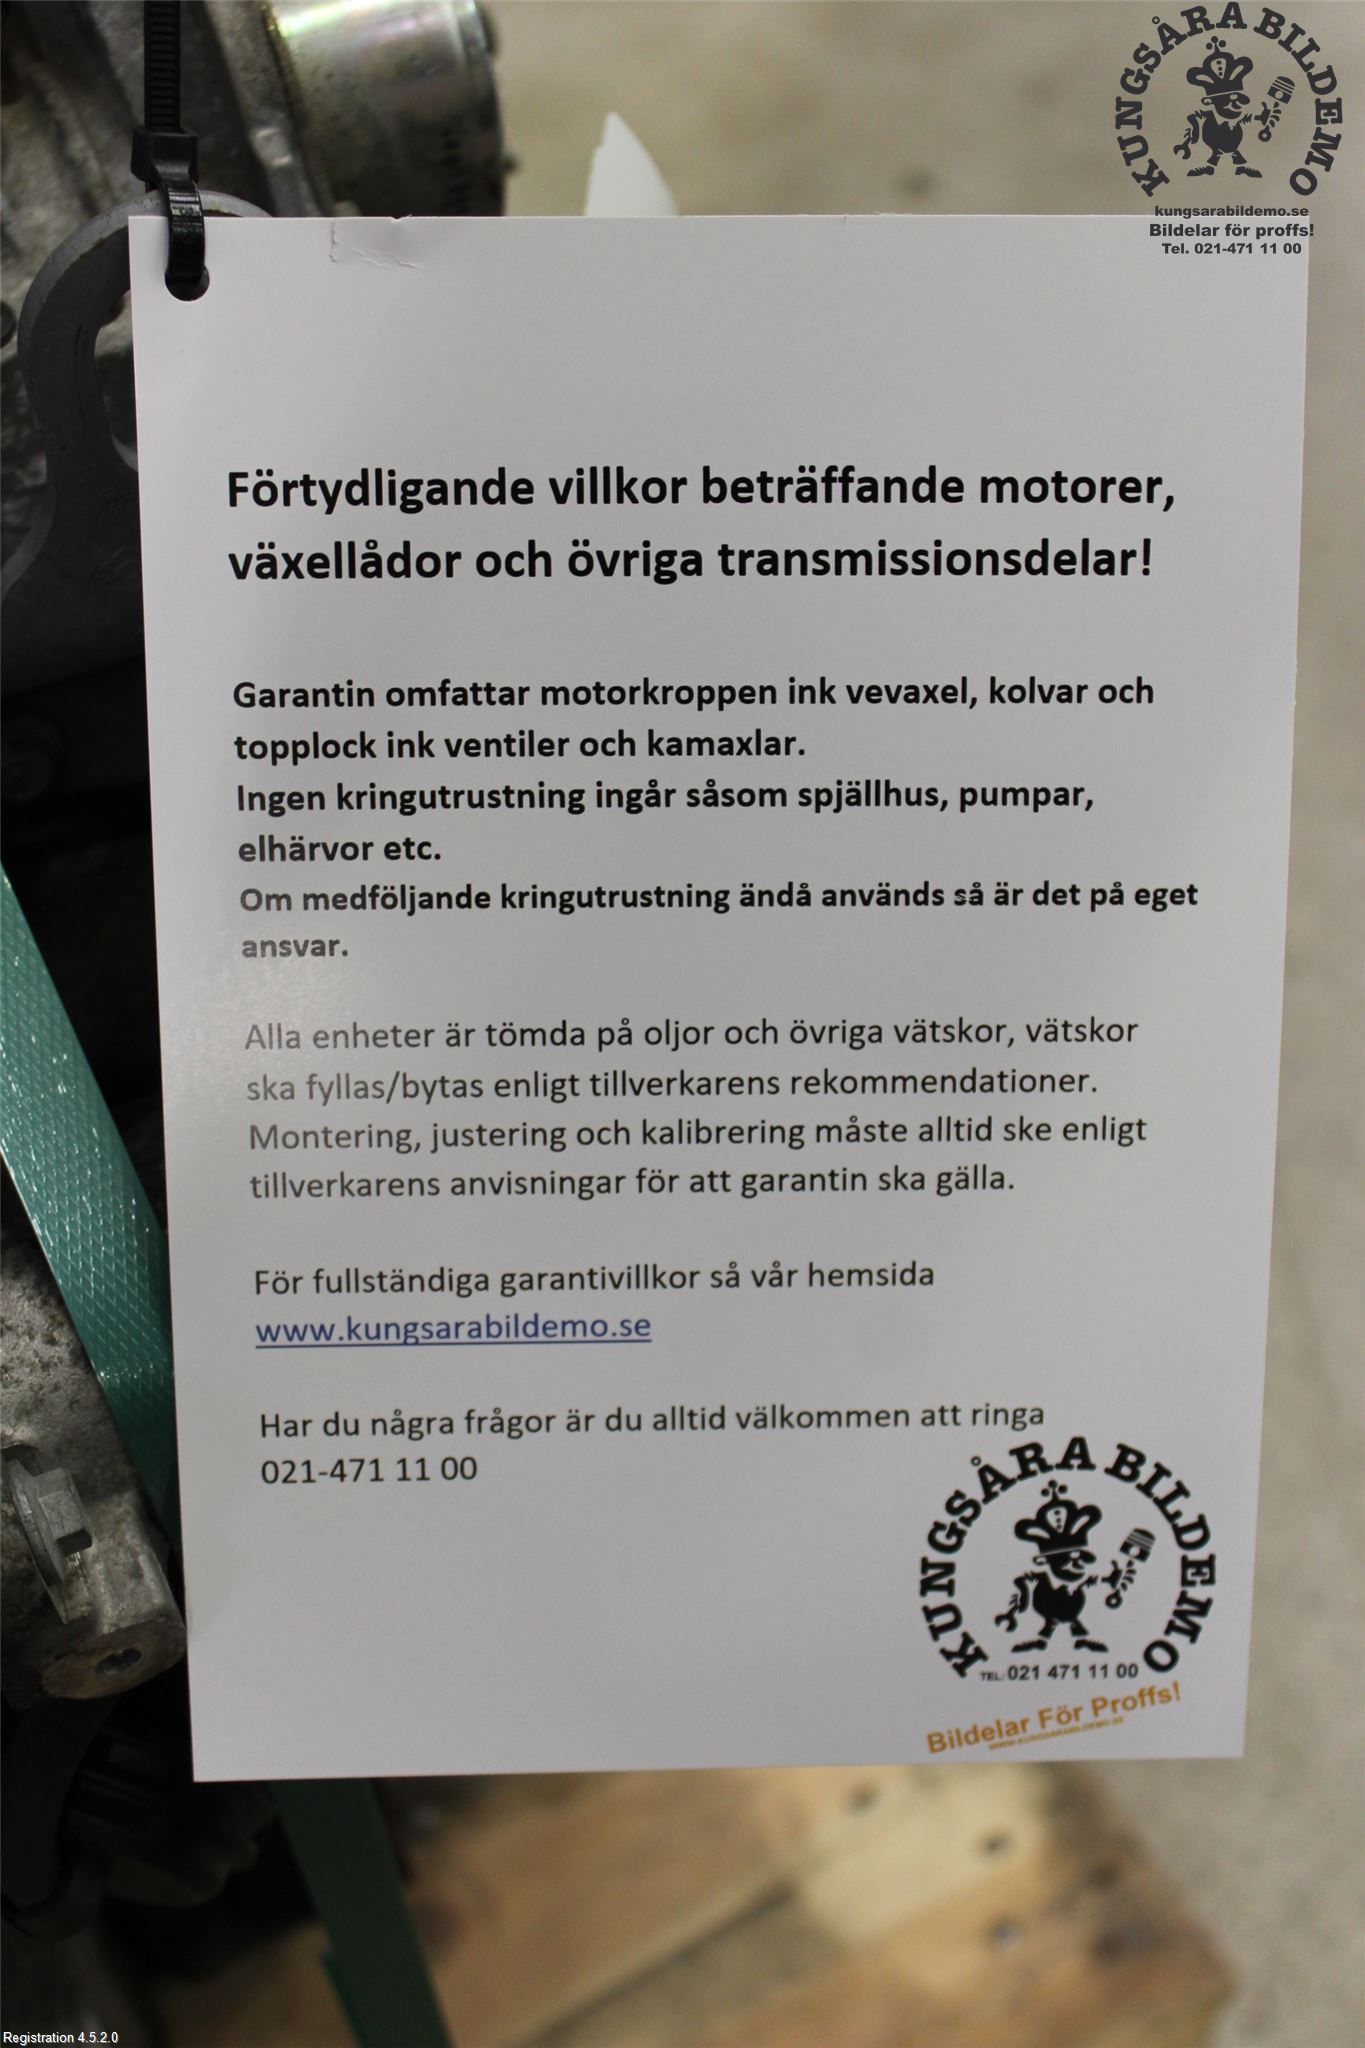 KUNGSÅRA BILDEMO
kungsarabildemo.se
Bildelar för proffs!
Tel. 021-471 11 00
Förtydligande villkor beträffande motorer,
växellådor och övriga transmissionsdelar!
Garantin omfattar motorkroppen ink vevaxel, kolvar och
topplock ink ventiler och kamaxlar.
Ingen kringutrustning ingår såsom spjällhus, pumpar,
elhärvor etc.
Om medföljande kringutrustning ändå används så är det på eget
ansvar.
Alla enheter är tömda på oljor och övriga vätskor, vätskor
ska fyllas/bytas enligt tillverkarens rekommendationer.
Montering, justering och kalibrering måste alltid ske enligt
tillverkarens anvisningar för att garantin ska gälla.
För fullständiga garantivillkor så vår hemsida
www.kungsarabildemo.se
Har du några frågor är du alltid välkommen att ringa
021-471 11 00
KUNGSÅRA BILDEMO
TEL. 021 471 11 00
Bildelar För Proffs!
WWW.KUNGSARABILDEMO.SE
Registration 4.5.2.0